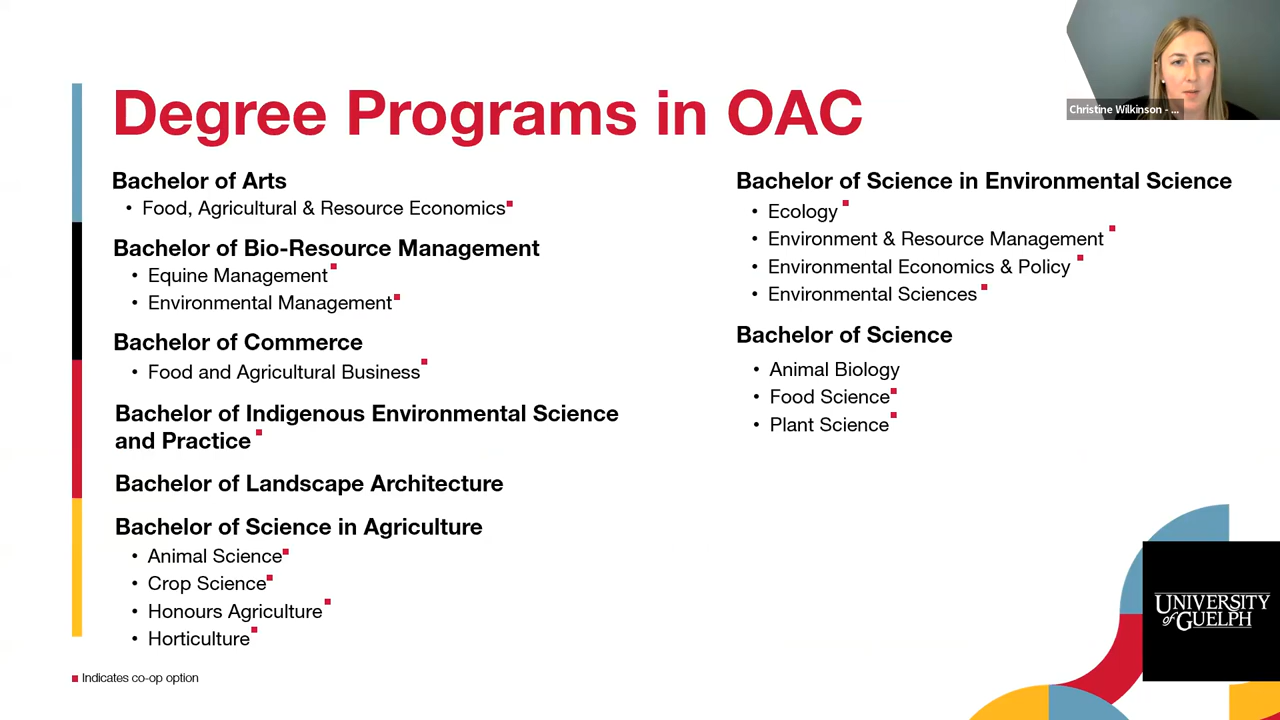 Degree Programs in OAC
Christine Wilkinson - ...
Bachelor of Arts
• Food, Agricultural & Resource Economics
Bachelor of Bio-Resource Management
• Equine Management
• Environmental Management
Bachelor of Commerce
• Food and Agricultural Business
Bachelor of Indigenous Environmental Science
and Practice
Bachelor of Landscape Architecture
Bachelor of Science in Agriculture
• Animal Science
• Crop Science
• Honours Agriculture
• Horticulture
Indicates co-op option
Bachelor of Science in Environmental Science
• Ecology
• Environment & Resource Management
• Environmental Economics & Policy
• Environmental Sciences
Bachelor of Science
• Animal Biology
• Food Science
• Plant Science
UNIVERSITY
of GUELPH